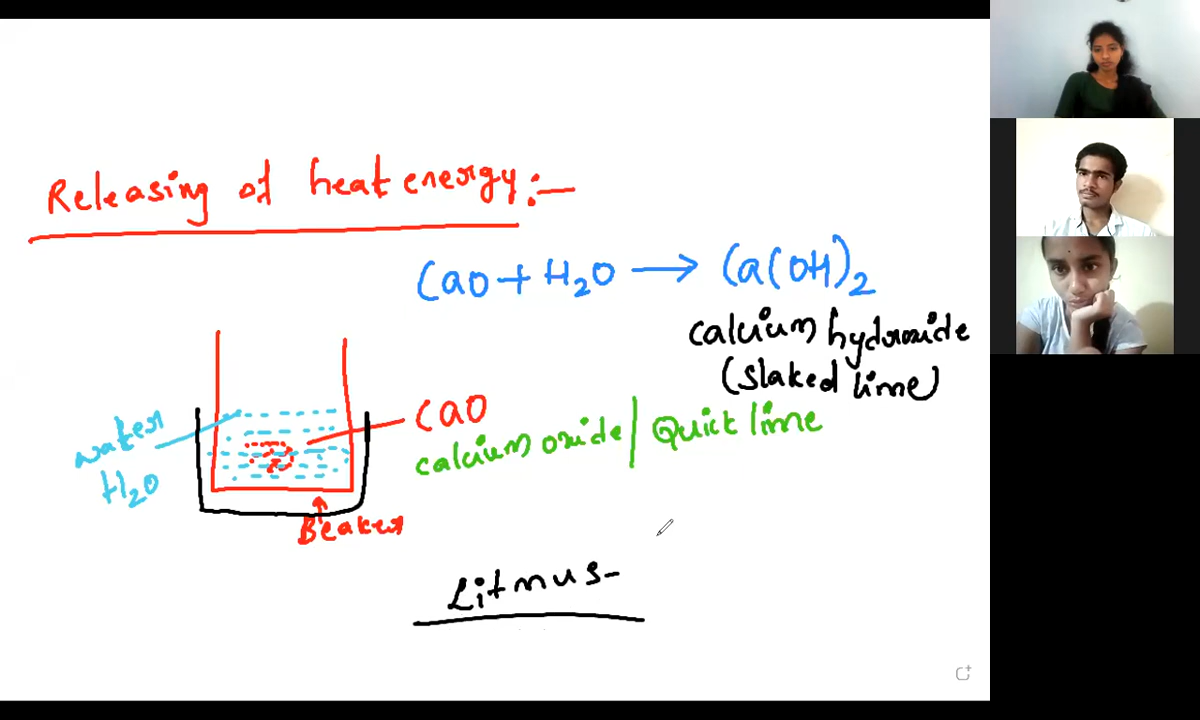 Releasing of heat energy:-
CaO + H₂O → Ca(OH)₂
calcium hydroxide
(slaked lime)
CaO
calcium oxide / Quick lime
water
H₂O
Beaker
Litmus-